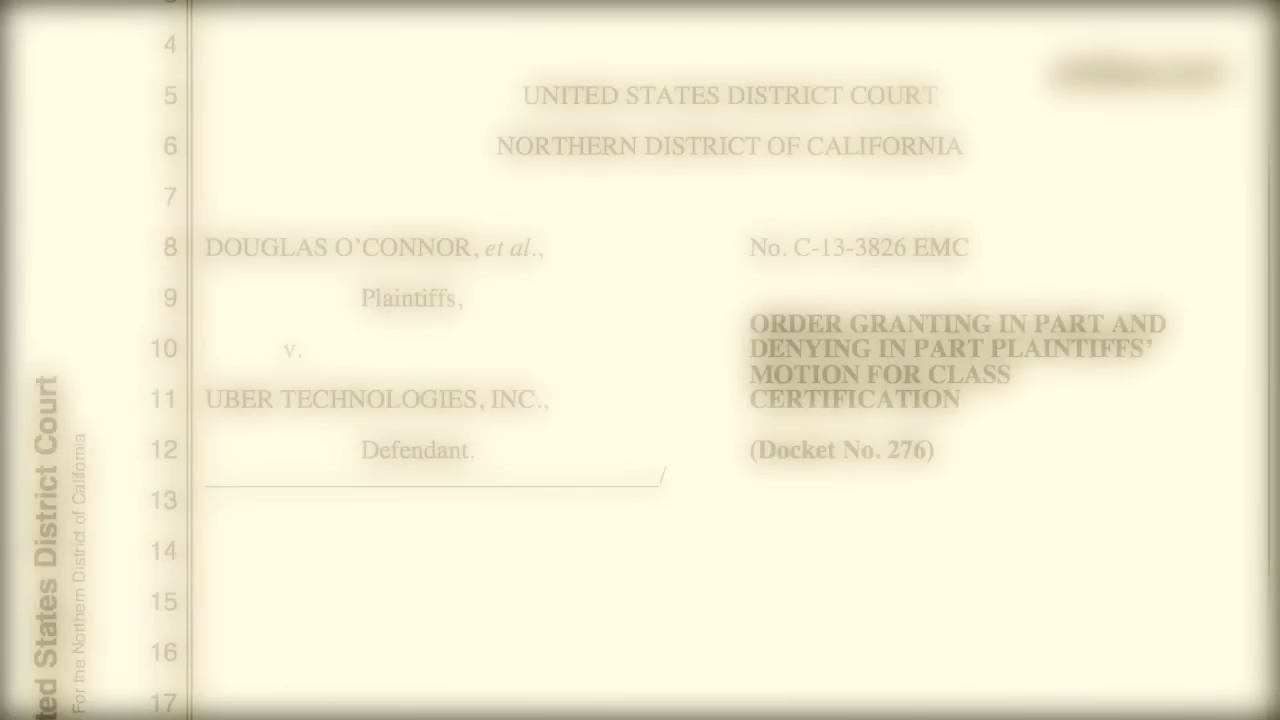 4
5 UNITED STATES DISTRICT COURT
6 NORTHERN DISTRICT OF CALIFORNIA
7
8 DOUGLAS O’CONNOR, et al., No. C-13-3826 EMC
9 Plaintiffs,
ORDER GRANTING IN PART AND
10 v. DENYING IN PART PLAINTIFFS’
MOTION FOR CLASS
11 UBER TECHNOLOGIES, INC., CERTIFICATION
12 Defendant. (Docket No. 276)
13
14
15
16
17
ted States District Court
For the Northern District of California